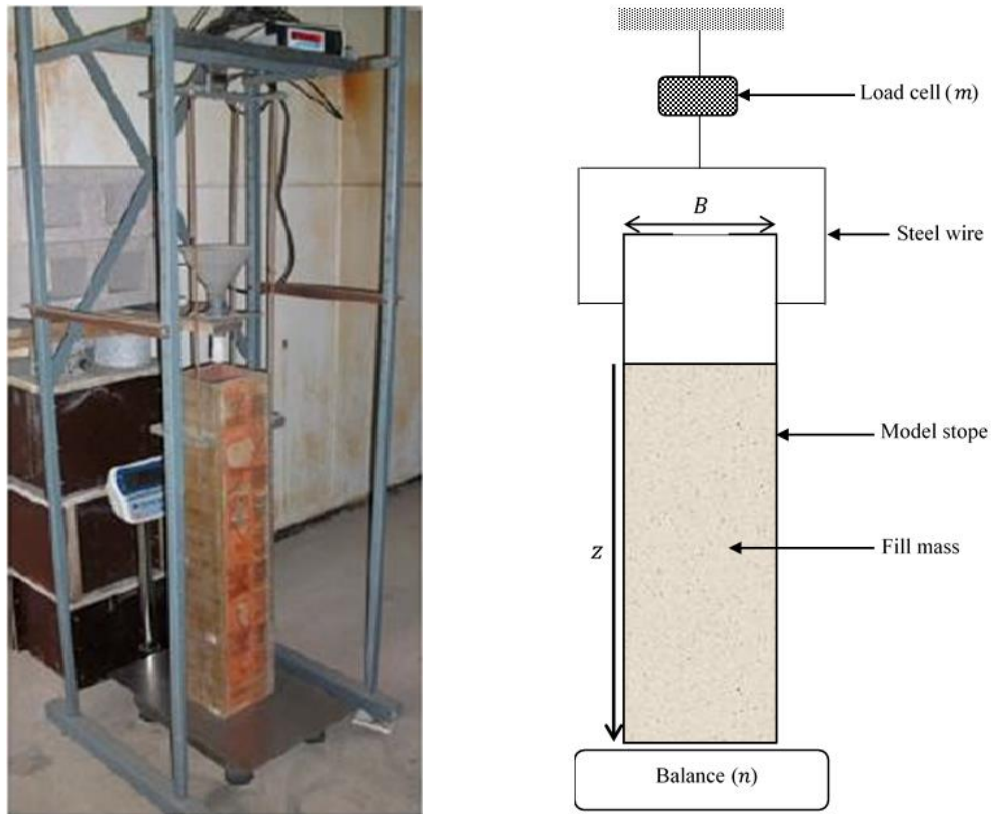 Load cell (m)
B
Steel wire
Model stope
z
Fill mass
Balance (n)